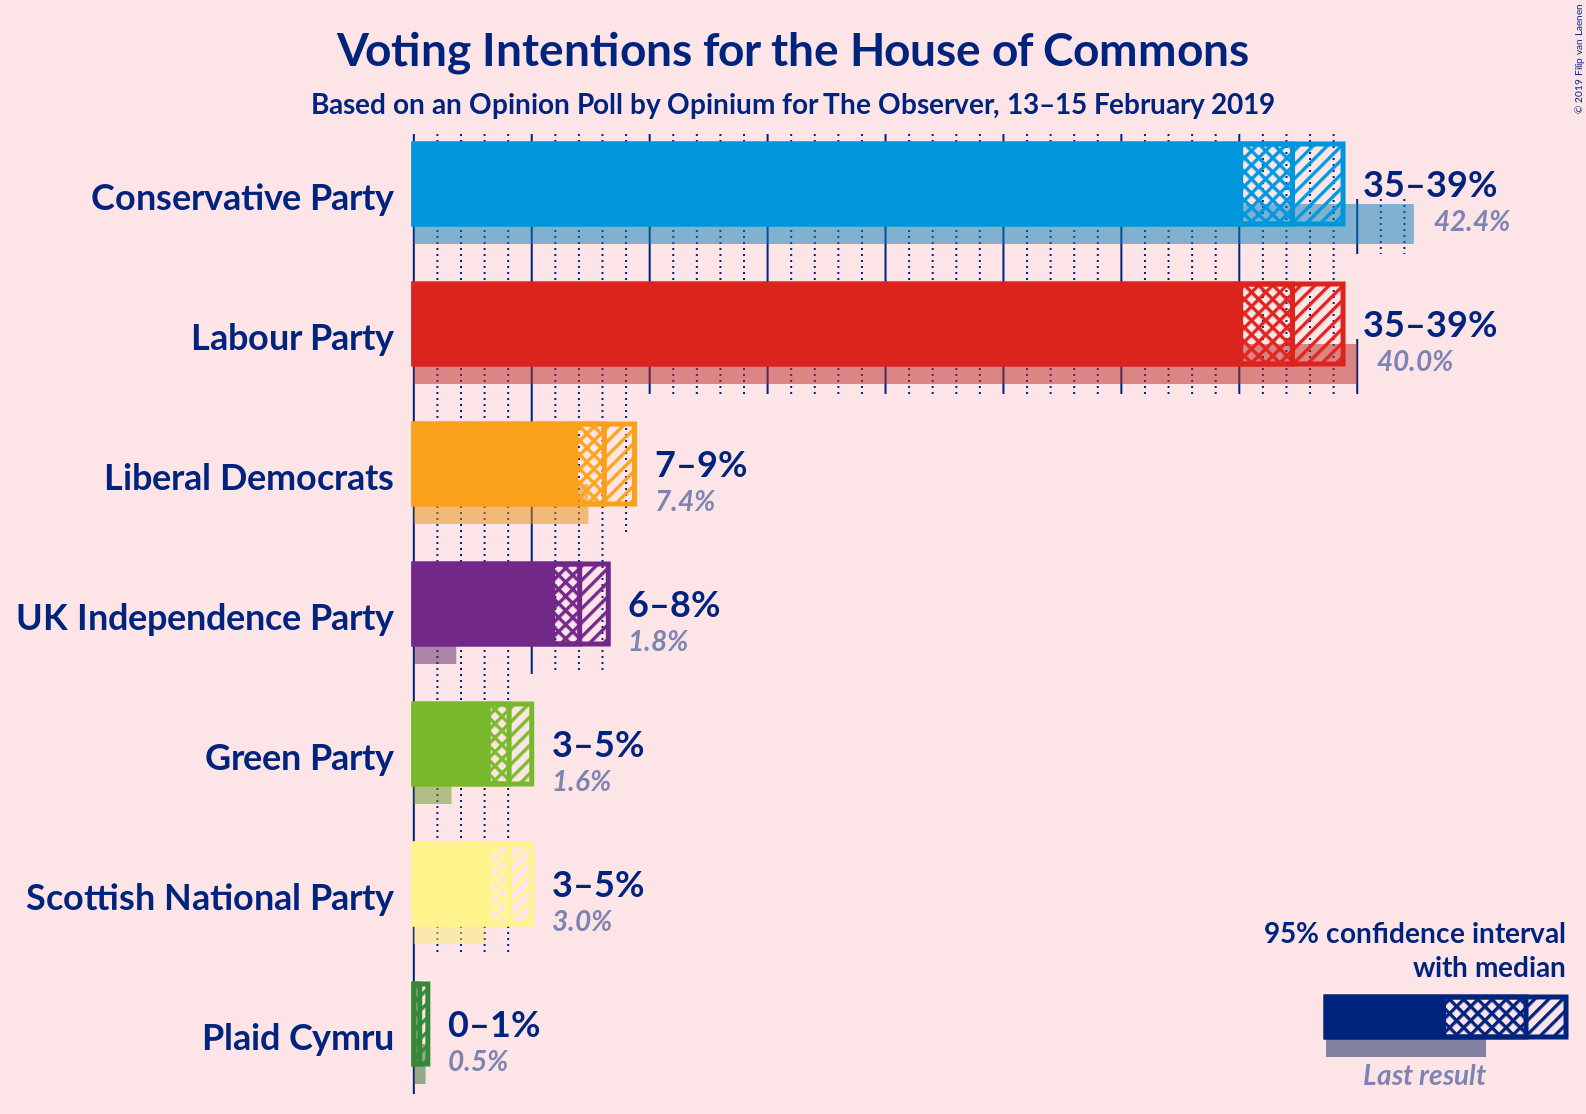 Voting Intentions for the House of Commons
Based on an Opinion Poll by Opinium for The Observer, 13–15 February 2019
© 2019 Filip van Laenen
Conservative Party
35–39%
42.4%
Labour Party
35–39%
40.0%
Liberal Democrats
7–9%
7.4%
UK Independence Party
6–8%
1.8%
Green Party
3–5%
1.6%
Scottish National Party
3–5%
3.0%
Plaid Cymru
0–1%
0.5%
95% confidence interval
with median
Last result